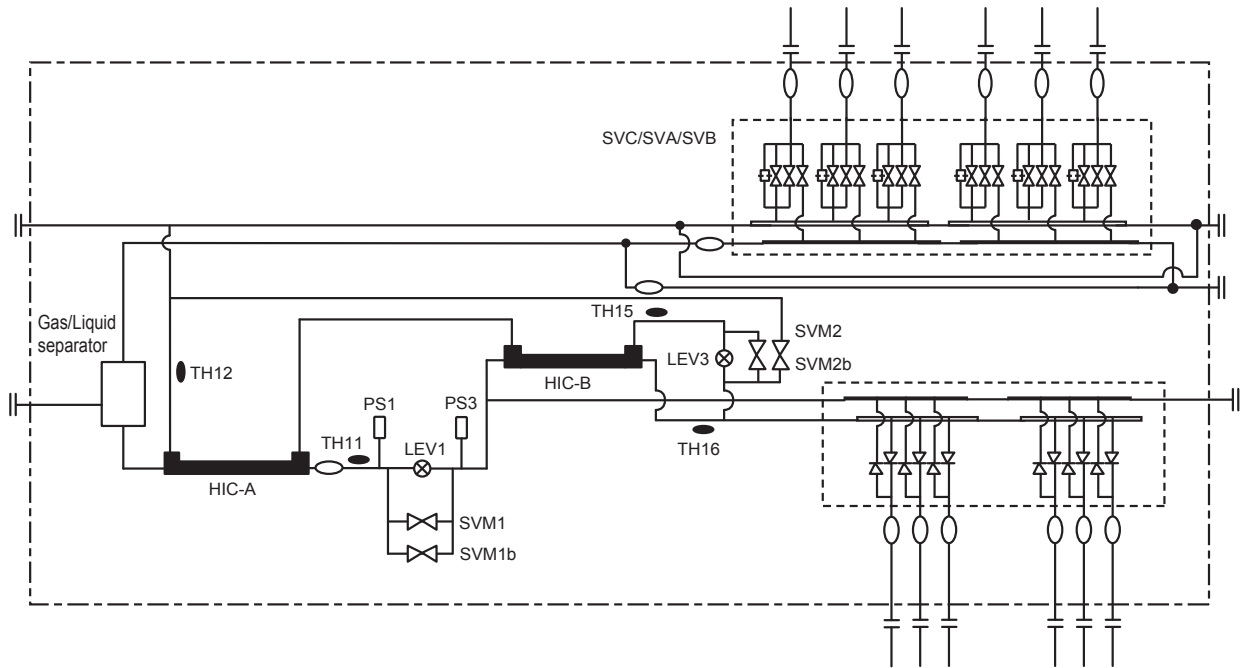 SVC/SVA/SVB
Gas/Liquid
separator
TH15
SVM2
LEV3
SVM2b
TH12
HIC-B
PS1
PS3
TH11
LEV1
TH16
HIC-A
SVM1
SVM1b